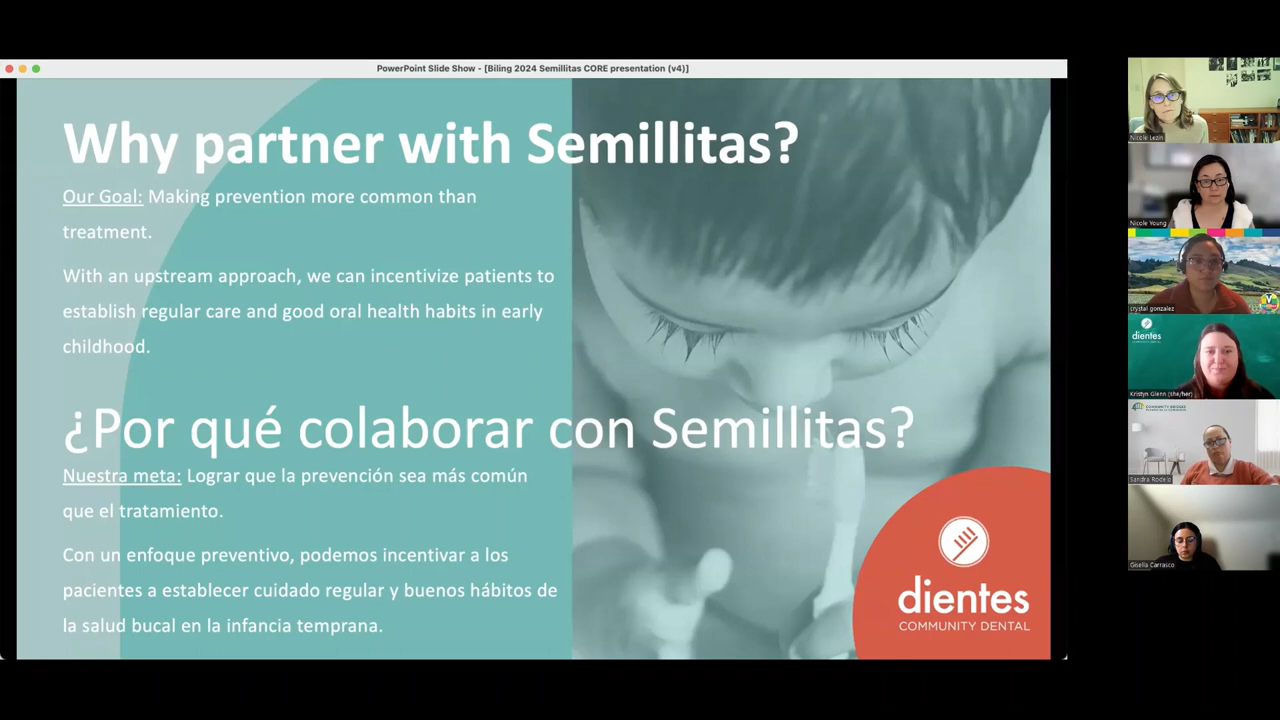 PowerPoint Slide Show - [Biling 2024 Semillitas CORE presentation (v4)]
Why partner with Semillitas?
Our Goal: Making prevention more common than
treatment.
With an upstream approach, we can incentivize patients to
establish regular care and good oral health habits in early
childhood.
¿Por qué colaborar con Semillitas?
Nuestra meta: Lograr que la prevención sea más común
que el tratamiento.
Con un enfoque preventivo, podemos incentivar a los
pacientes a establecer cuidado regular y buenos hábitos de
la salud bucal en la infancia temprana.
dientes
COMMUNITY DENTAL
Nicole Lezin
Nicole Young
crystal gonzalez
dientes
Kristyn Glenn (she/her)
COMMUNITY BRIDGES
Gisella Carrasco